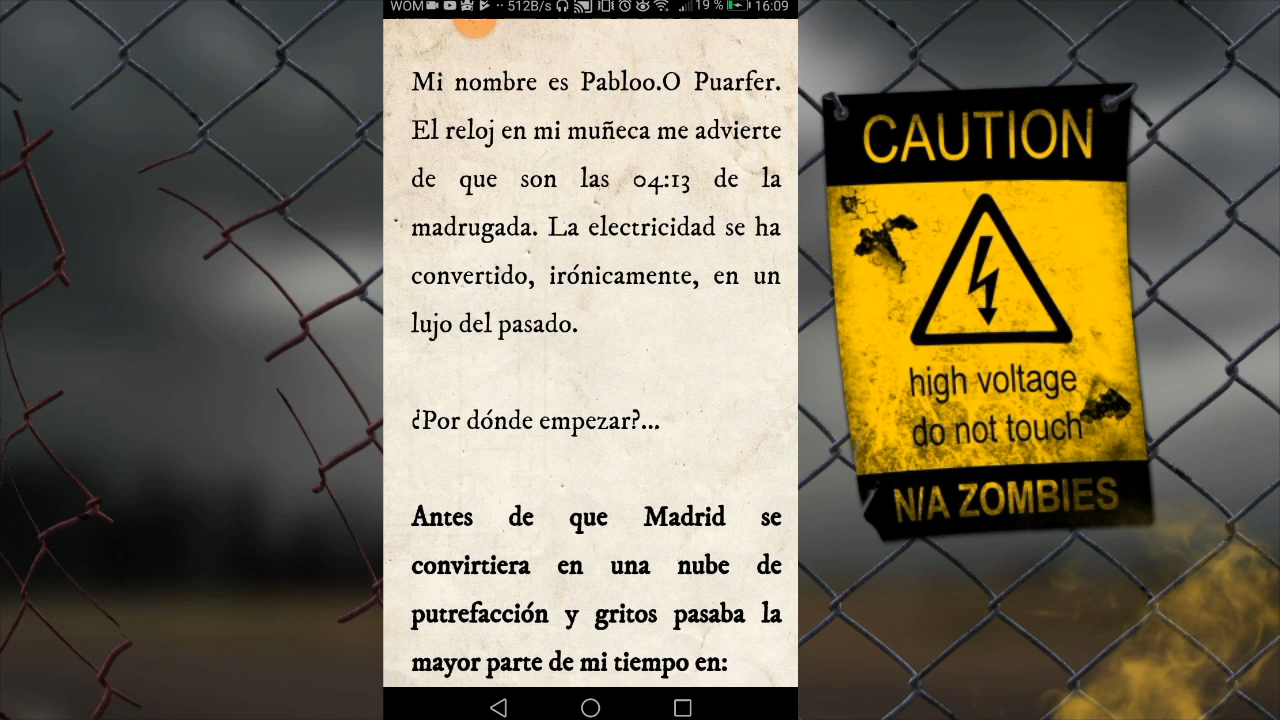 WOM 512B/s 19 % 16:09
Mi nombre es Pabloo.O Puarfer.
El reloj en mi muñeca me advierte
de que son las 04:13 de la
madrugada. La electricidad se ha
convertido, irónicamente, en un
lujo del pasado.
¿Por dónde empezar?...
Antes de que Madrid se
convirtiera en una nube de
putrefacción y gritos pasaba la
mayor parte de mi tiempo en:
CAUTION
high voltage
do not touch
N/A ZOMBIES